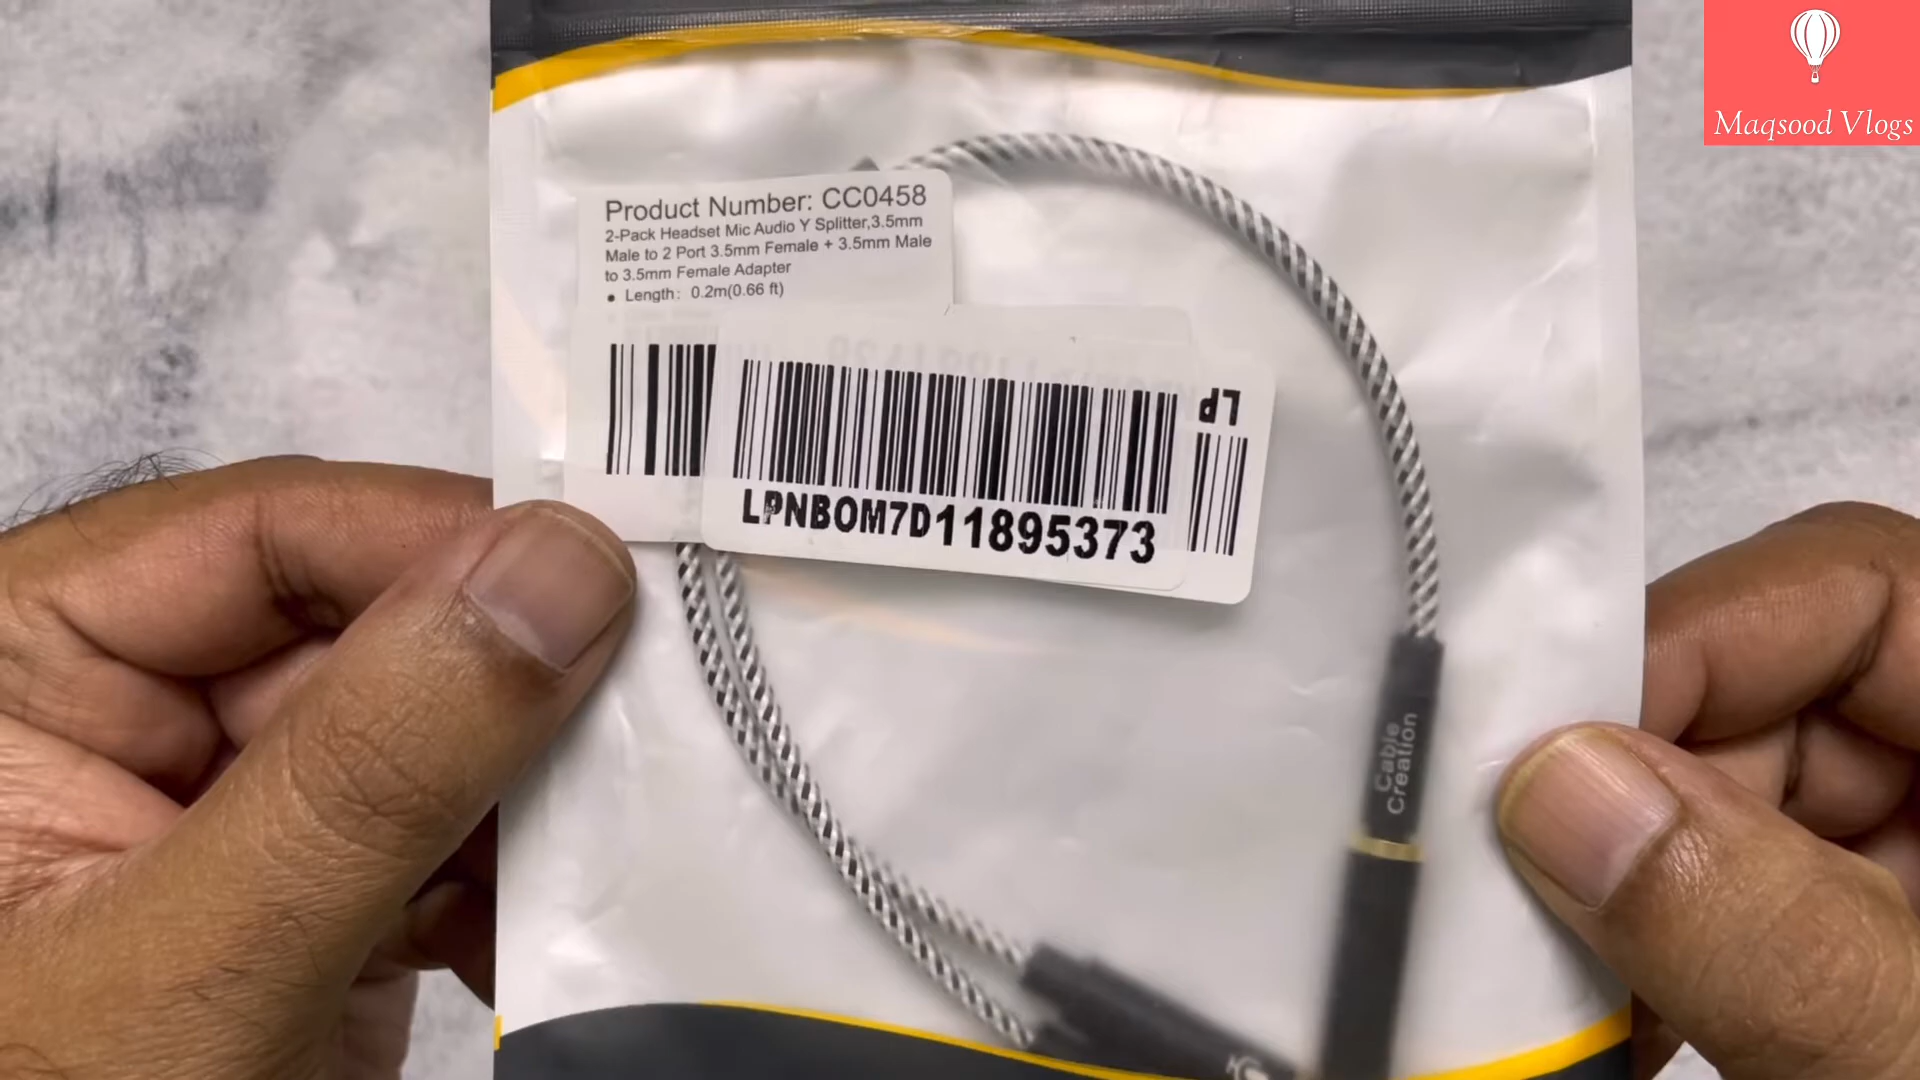 Maqsood Vlogs
Product Number: CC0458
2-Pack Headset Mic Audio Y Splitter,3.5mm
Male to 2 Port 3.5mm Female + 3.5mm Male
to 3.5mm Female Adapter
● Length: 0.2m(0.66 ft)
LP
LPNBOM7D11895373
Cable
Creation